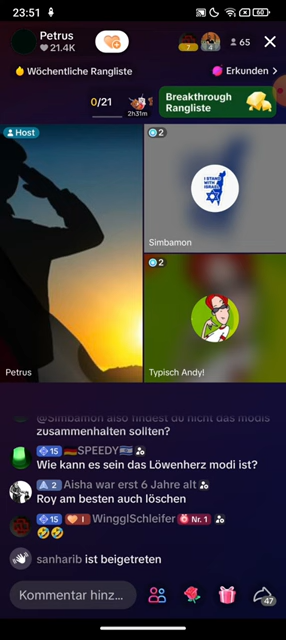 23:51
60
Petrus
21.4K
7
4
65
Wöchentliche Rangliste
Erkunden
0/21
2h31m
Breakthrough
Rangliste
Host
2
I STAND
WITH
ISRAEL
Simbamon
2
Petrus
Typisch Andy!
@Simbamon also findest du nicht das modis
zusammenhalten sollten?
15 SPEEDY
Wie kann es sein das Löwenherz modi ist?
2 Aisha war erst 6 Jahre alt
Roy am besten auch löschen
15 I WingglSchleifer Nr. 1
sanharib ist beigetreten
Kommentar hinz...
47